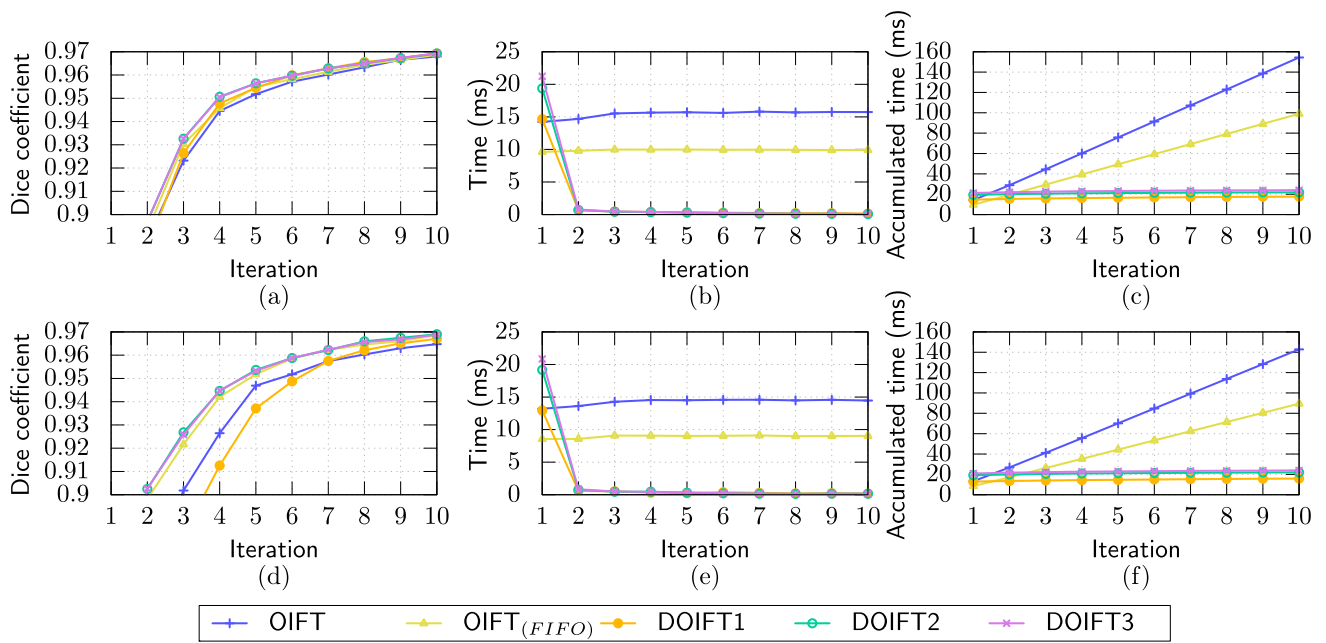 Dice coefficient
0.97
0.96
0.95
0.94
0.93
0.92
0.91
0.9
1 2 3 4 5 6 7 8 9 10
Iteration
(a)
Time (ms)
25
20
15
10
5
0
1 2 3 4 5 6 7 8 9 10
Iteration
(b)
Accumulated time (ms)
160
140
120
100
80
60
40
20
0
1 2 3 4 5 6 7 8 9 10
Iteration
(c)
Dice coefficient
0.97
0.96
0.95
0.94
0.93
0.92
0.91
0.9
1 2 3 4 5 6 7 8 9 10
Iteration
(d)
Time (ms)
25
20
15
10
5
0
1 2 3 4 5 6 7 8 9 10
Iteration
(e)
Accumulated time (ms)
160
140
120
100
80
60
40
20
0
1 2 3 4 5 6 7 8 9 10
Iteration
(f)
OIFT OIFT(FIFO) DOIFT1 DOIFT2 DOIFT3